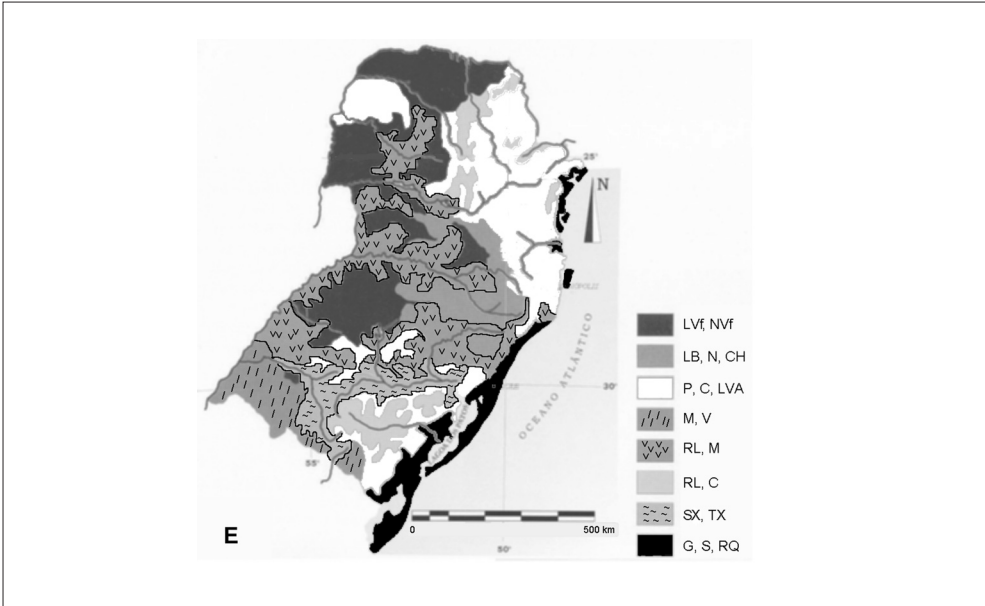 25°
N
OCEANO ATLÂNTICO
30°
55°
LVf, NVf
LB, N, CH
P, C, LVA
M, V
RL, M
RL, C
SX, TX
G, S, RQ
E
0
500 km
50°